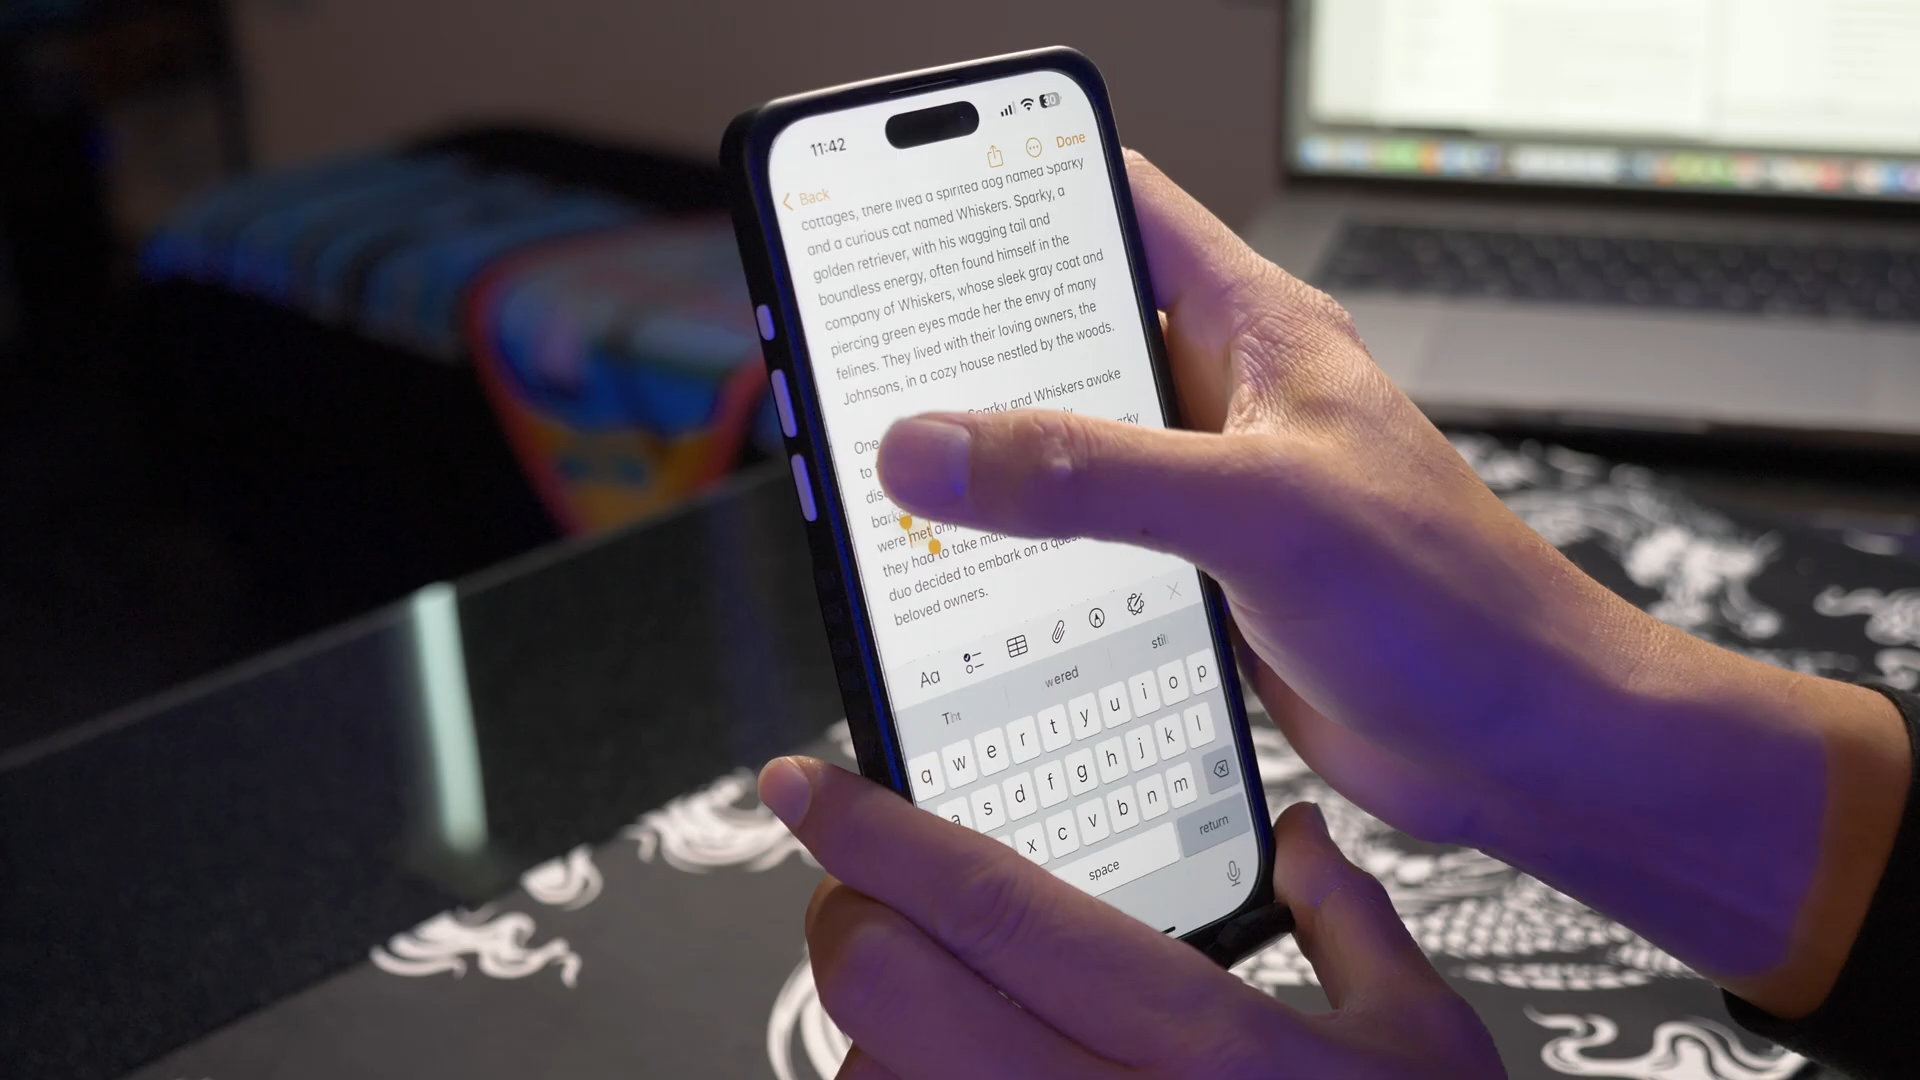 11:42
30
Back
Done
cottages, there lived a spirited dog named Sparky
and a curious cat named Whiskers. Sparky, a
golden retriever, with his wagging tail and
boundless energy, often found himself in the
company of Whiskers, whose sleek gray coat and
piercing green eyes made her the envy of many
felines. They lived with their loving owners, the
Johnsons, in a cozy house nestled by the woods.
One Sparky and Whiskers awoke
to
were met only
they had to take
duo decided to embark on a
beloved owners.
Aa
wered
q w e r t y u i o p
a s d f g h j k l
x c v b n m
space return